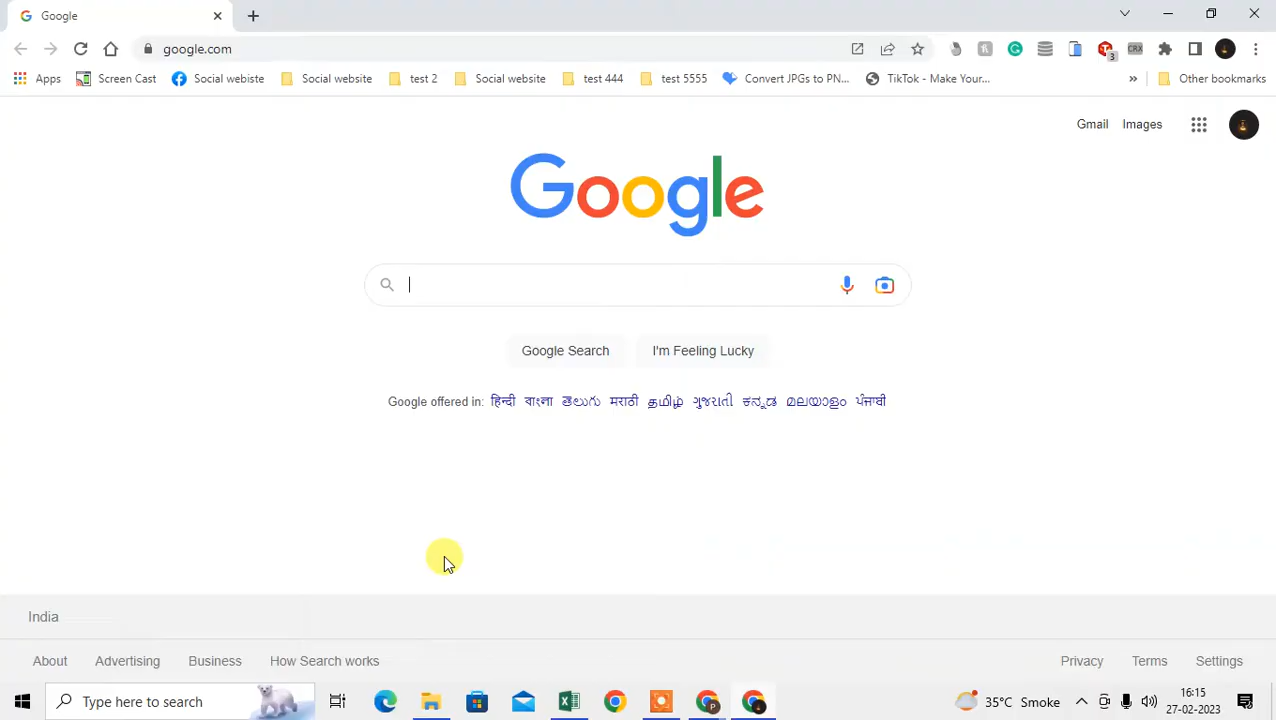 Google
google.com
Apps Screen Cast Social webiste Social website test 2 Social website test 444 test 5555 Convert JPGs to PN... TikTok - Make Your... » Other bookmarks
3
CRX
Gmail Images
Google
Google Search I'm Feeling Lucky
Google offered in: हिन्दी বাংলা తెలుగు मराठी தமிழ் ગુજરાતી ಕನ್ನಡ മലയാളം ਪੰਜਾਬੀ
India
About Advertising Business How Search works Privacy Terms Settings
Type here to search
P
35°C Smoke
16:15
27-02-2023